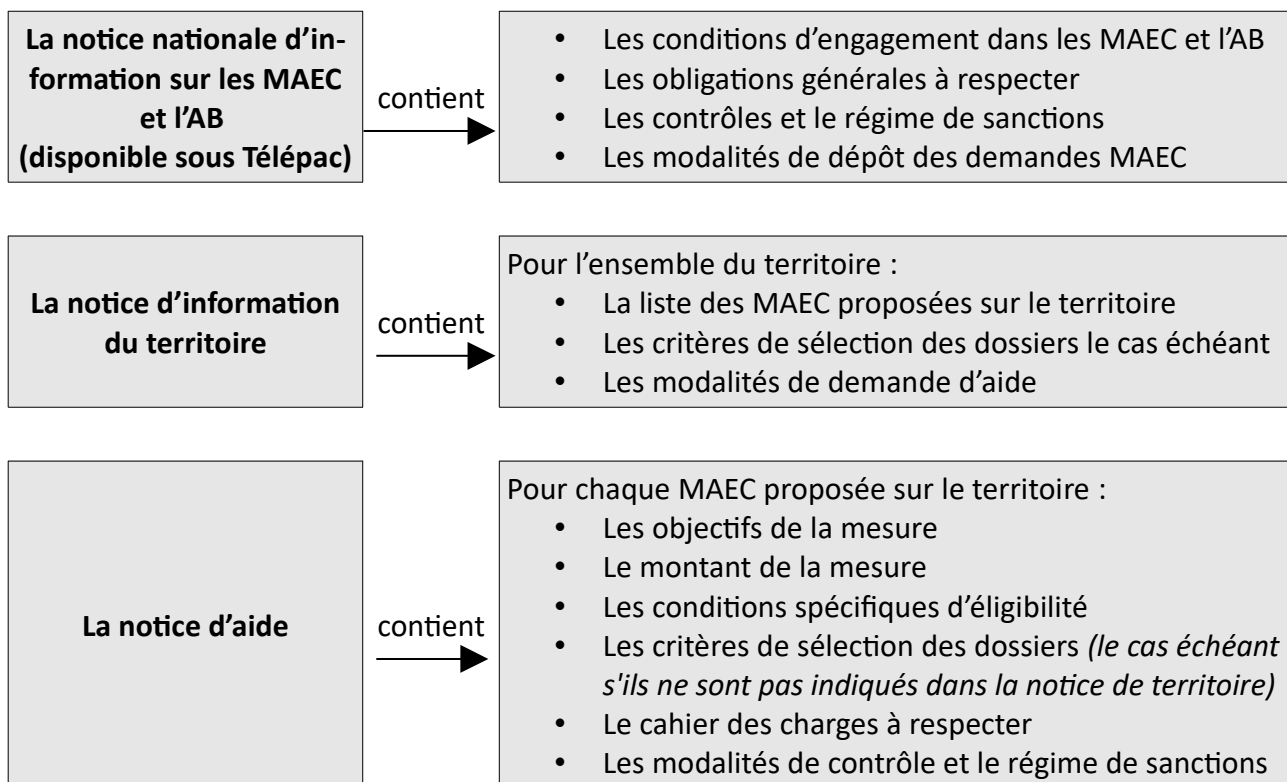 La notice nationale d'in-
formation sur les MAEC
et l'AB
(disponible sous Télépac)
contient
• Les conditions d'engagement dans les MAEC et l'AB
• Les obligations générales à respecter
• Les contrôles et le régime de sanctions
• Les modalités de dépôt des demandes MAEC
La notice d'information
du territoire
contient
Pour l'ensemble du territoire :
• La liste des MAEC proposées sur le territoire
• Les critères de sélection des dossiers le cas échéant
• Les modalités de demande d'aide
La notice d'aide
contient
Pour chaque MAEC proposée sur le territoire :
• Les objectifs de la mesure
• Le montant de la mesure
• Les conditions spécifiques d'éligibilité
• Les critères de sélection des dossiers (le cas échéant
s'ils ne sont pas indiqués dans la notice de territoire)
• Le cahier des charges à respecter
• Les modalités de contrôle et le régime de sanctions